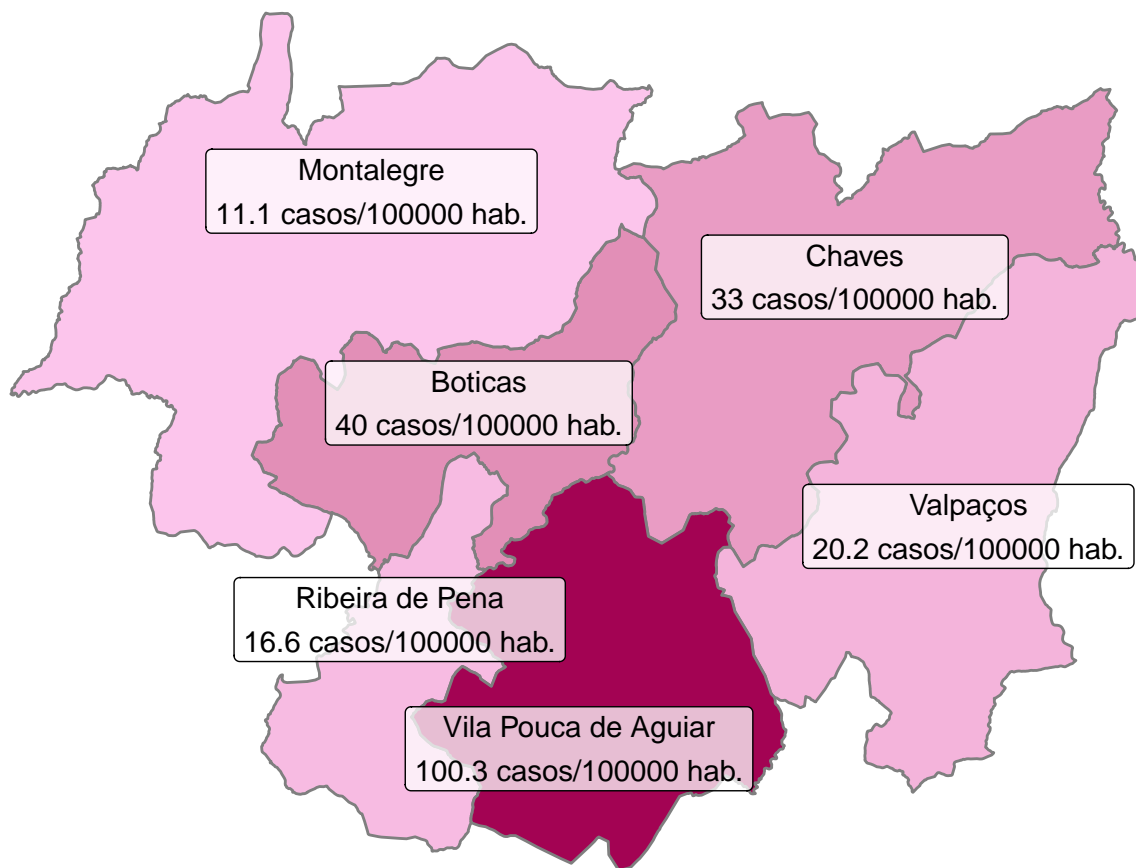 Montalegre
11.1 casos/100000 hab.
Chaves
33 casos/100000 hab.
Boticas
40 casos/100000 hab.
Valpaços
20.2 casos/100000 hab.
Ribeira de Pena
16.6 casos/100000 hab.
Vila Pouca de Aguiar
100.3 casos/100000 hab.